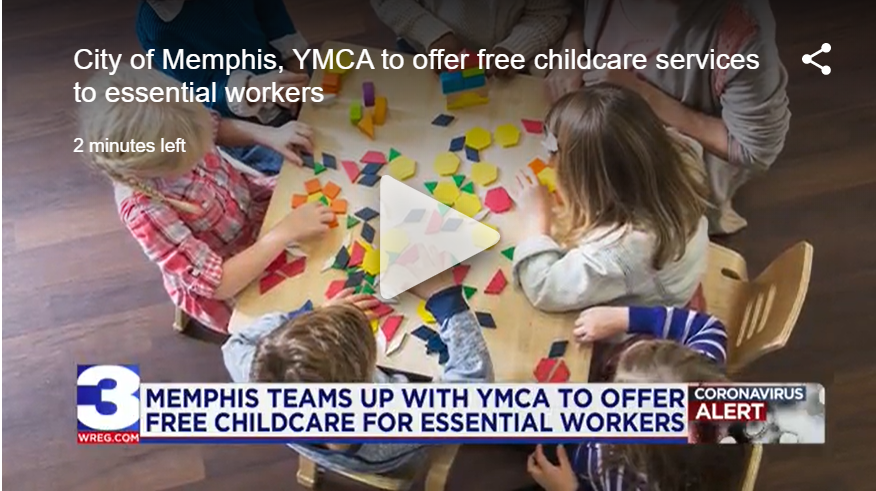 City of Memphis, YMCA to offer free childcare services
to essential workers
2 minutes left
3
WREG.COM
MEMPHIS TEAMS UP WITH YMCA TO OFFER
FREE CHILDCARE FOR ESSENTIAL WORKERS
CORONAVIRUS
ALERT